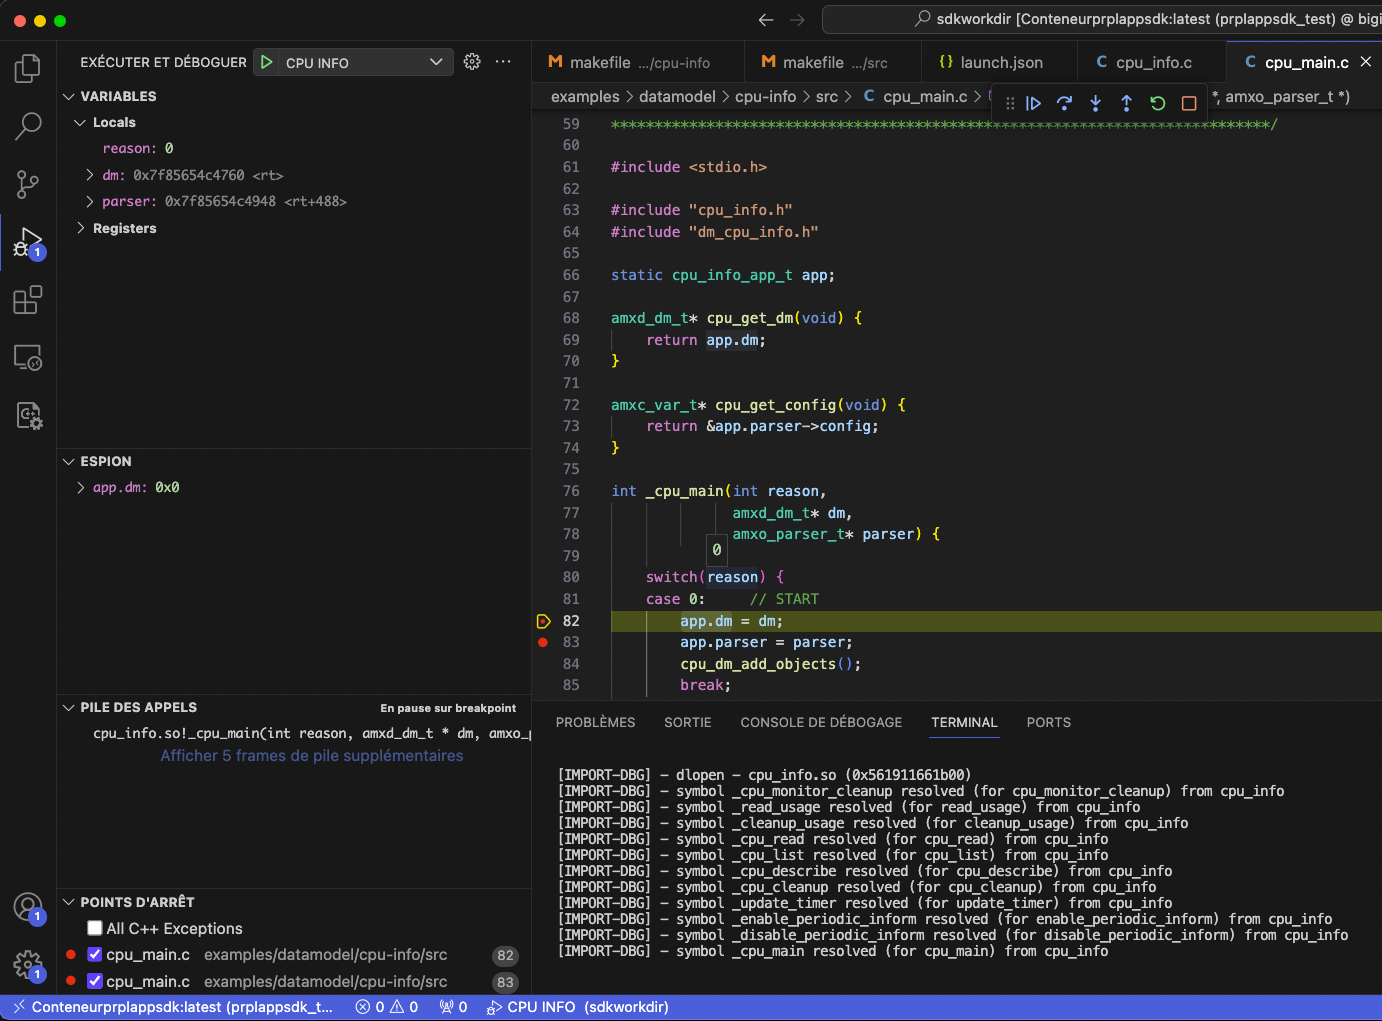 sdkworkdir [Conteneurprplappsdk:latest (prplappsdk_test) @ bigi
EXÉCUTER ET DÉBOGUER
CPU INFO
makefile .../cpu-info
makefile .../src
launch.json
cpu_info.c
cpu_main.c
examples > datamodel > cpu-info > src > C cpu_main.c >
*, amxo_parser_t *)
VARIABLES
Locals
reason: 0
dm: 0x7f85654c4760 <rt>
parser: 0x7f85654c4948 <rt+488>
Registers
ESPION
app.dm: 0x0
PILE DES APPELS
En pause sur breakpoint
cpu_info.so!_cpu_main(int reason, amxd_dm_t * dm, amxo_p
Afficher 5 frames de pile supplémentaires
POINTS D'ARRÊT
All C++ Exceptions
cpu_main.c examples/datamodel/cpu-info/src 82
cpu_main.c examples/datamodel/cpu-info/src 83
59 ****************************************************************************/
60
61 #include <stdio.h>
62
63 #include "cpu_info.h"
64 #include "dm_cpu_info.h"
65
66 static cpu_info_app_t app;
67
68 amxd_dm_t* cpu_get_dm(void) {
69 return app.dm;
70 }
71
72 amxc_var_t* cpu_get_config(void) {
73 return &app.parser->config;
74 }
75
76 int _cpu_main(int reason,
77 amxd_dm_t* dm,
78 amxo_parser_t* parser) {
79 0
80 switch(reason) {
81 case 0: // START
82 app.dm = dm;
83 app.parser = parser;
84 cpu_dm_add_objects();
85 break;
PROBLÈMES SORTIE CONSOLE DE DÉBOGAGE TERMINAL PORTS
[IMPORT-DBG] - dlopen - cpu_info.so (0x561911661b00)
[IMPORT-DBG] - symbol _cpu_monitor_cleanup resolved (for cpu_monitor_cleanup) from cpu_info
[IMPORT-DBG] - symbol _read_usage resolved (for read_usage) from cpu_info
[IMPORT-DBG] - symbol _cleanup_usage resolved (for cleanup_usage) from cpu_info
[IMPORT-DBG] - symbol _cpu_read resolved (for cpu_read) from cpu_info
[IMPORT-DBG] - symbol _cpu_list resolved (for cpu_list) from cpu_info
[IMPORT-DBG] - symbol _cpu_describe resolved (for cpu_describe) from cpu_info
[IMPORT-DBG] - symbol _cpu_cleanup resolved (for cpu_cleanup) from cpu_info
[IMPORT-DBG] - symbol _update_timer resolved (for update_timer) from cpu_info
[IMPORT-DBG] - symbol _enable_periodic_inform resolved (for enable_periodic_inform) from cpu_info
[IMPORT-DBG] - symbol _disable_periodic_inform resolved (for disable_periodic_inform) from cpu_info
[IMPORT-DBG] - symbol _cpu_main resolved (for cpu_main) from cpu_info
Conteneurprplappsdk:latest (prplappsdk_t... 0 0 0 CPU INFO (sdkworkdir)